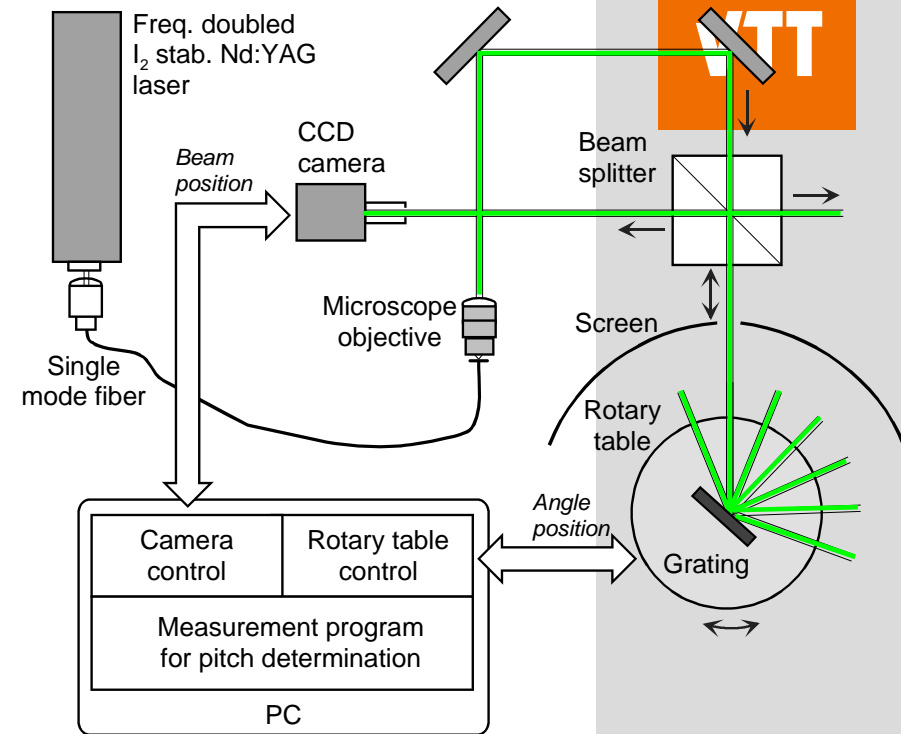 Freq. doubled
I2 stab. Nd:YAG
laser
VTT
CCD
camera
Beam
position
Beam
splitter
Microscope
objective
Screen
Single
mode fiber
Rotary
table
Angle
position
Grating
Camera
control
Rotary table
control
Measurement program
for pitch determination
PC